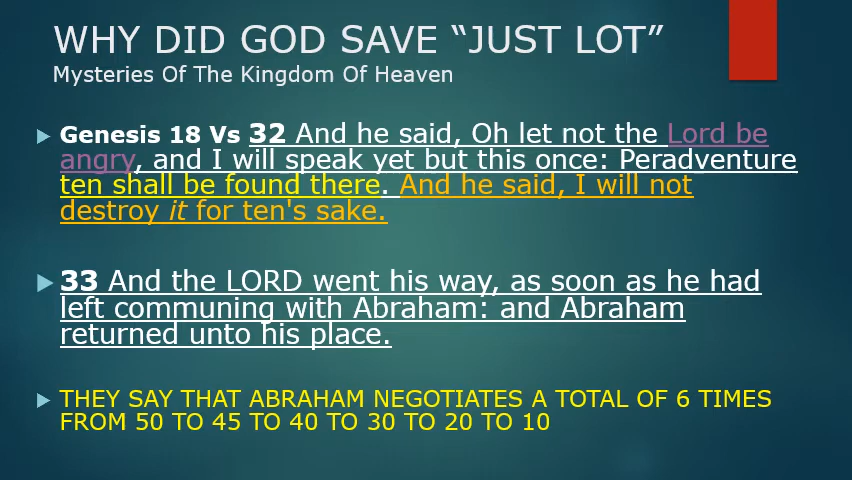 WHY DID GOD SAVE “JUST LOT”
Mysteries Of The Kingdom Of Heaven
Genesis 18 Vs 32 And he said, Oh let not the Lord be
angry, and I will speak yet but this once: Peradventure
ten shall be found there. And he said, I will not
destroy it for ten's sake.
33 And the LORD went his way, as soon as he had
left communing with Abraham: and Abraham
returned unto his place.
THEY SAY THAT ABRAHAM NEGOTIATES A TOTAL OF 6 TIMES
FROM 50 TO 45 TO 40 TO 30 TO 20 TO 10